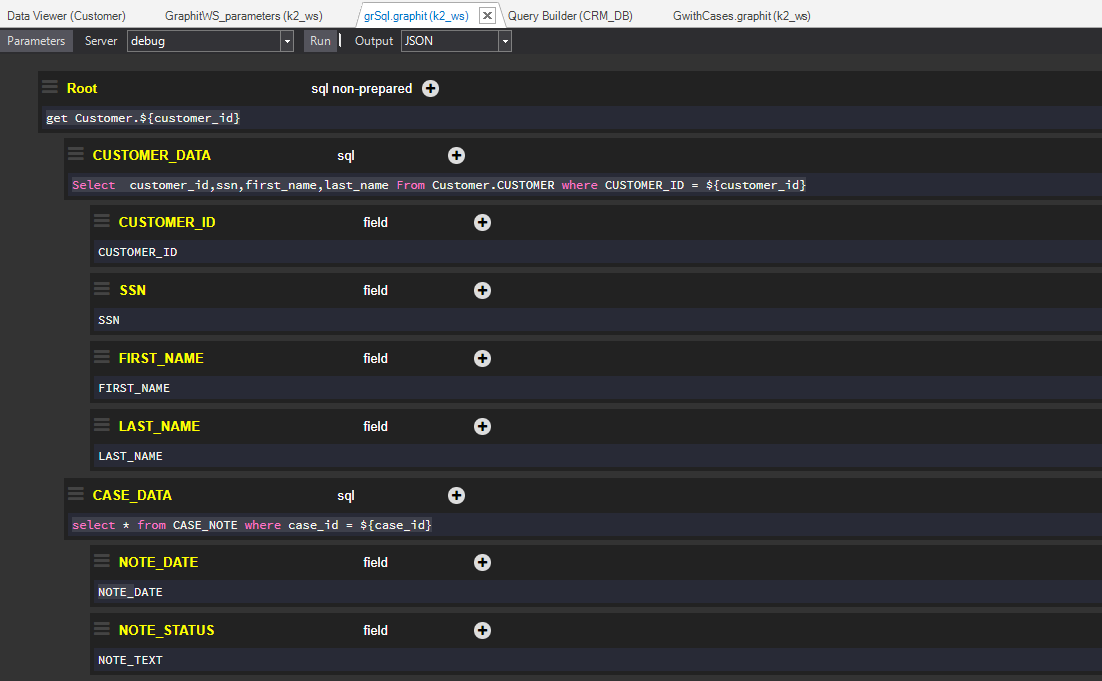 Data Viewer (Customer) GraphitWS_parameters (k2_ws) grSql.graphit (k2_ws) Query Builder (CRM_DB) GwithCases.graphit (k2_ws)
Parameters Server debug Run Output JSON
Root sql non-prepared
get Customer.${customer_id}
CUSTOMER_DATA sql
Select  customer_id,ssn,first_name,last_name From Customer.CUSTOMER where CUSTOMER_ID = ${customer_id}
CUSTOMER_ID field
CUSTOMER_ID
SSN field
SSN
FIRST_NAME field
FIRST_NAME
LAST_NAME field
LAST_NAME
CASE_DATA sql
select * from CASE_NOTE where case_id = ${case_id}
NOTE_DATE field
NOTE_DATE
NOTE_STATUS field
NOTE_TEXT